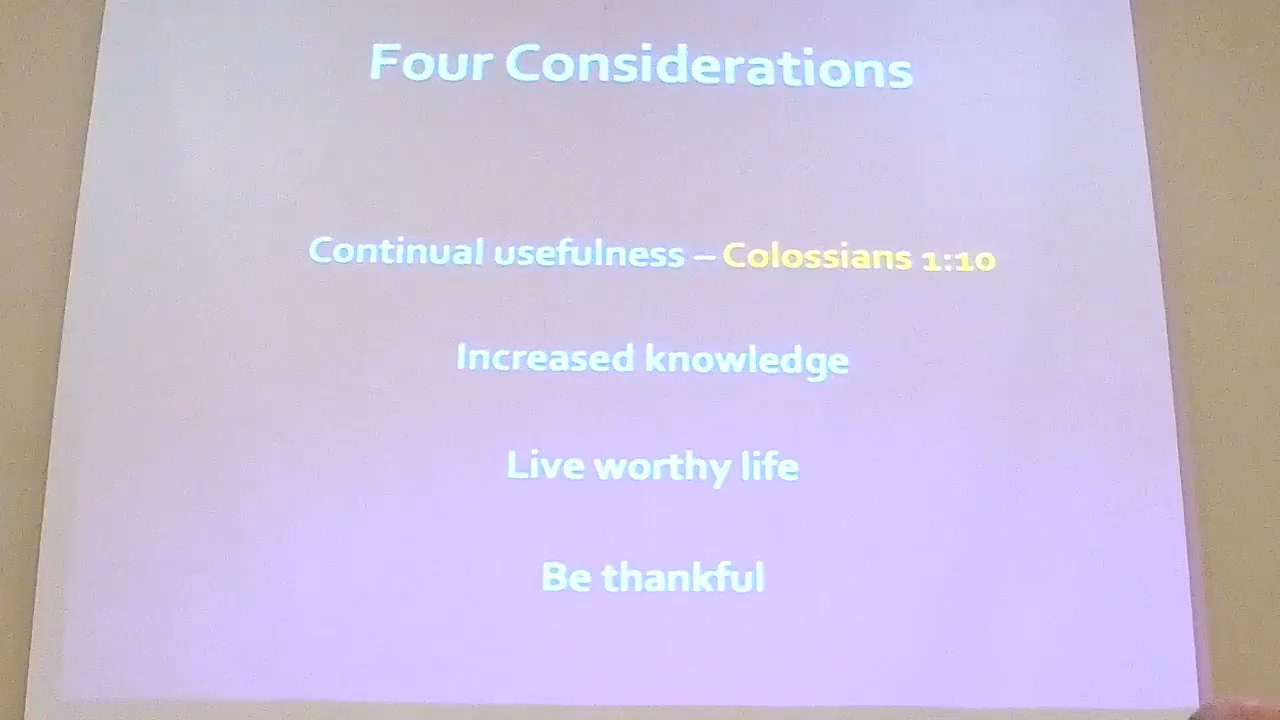 Four Considerations
Continual usefulness – Colossians 1:10
Increased knowledge
Live worthy life
Be thankful